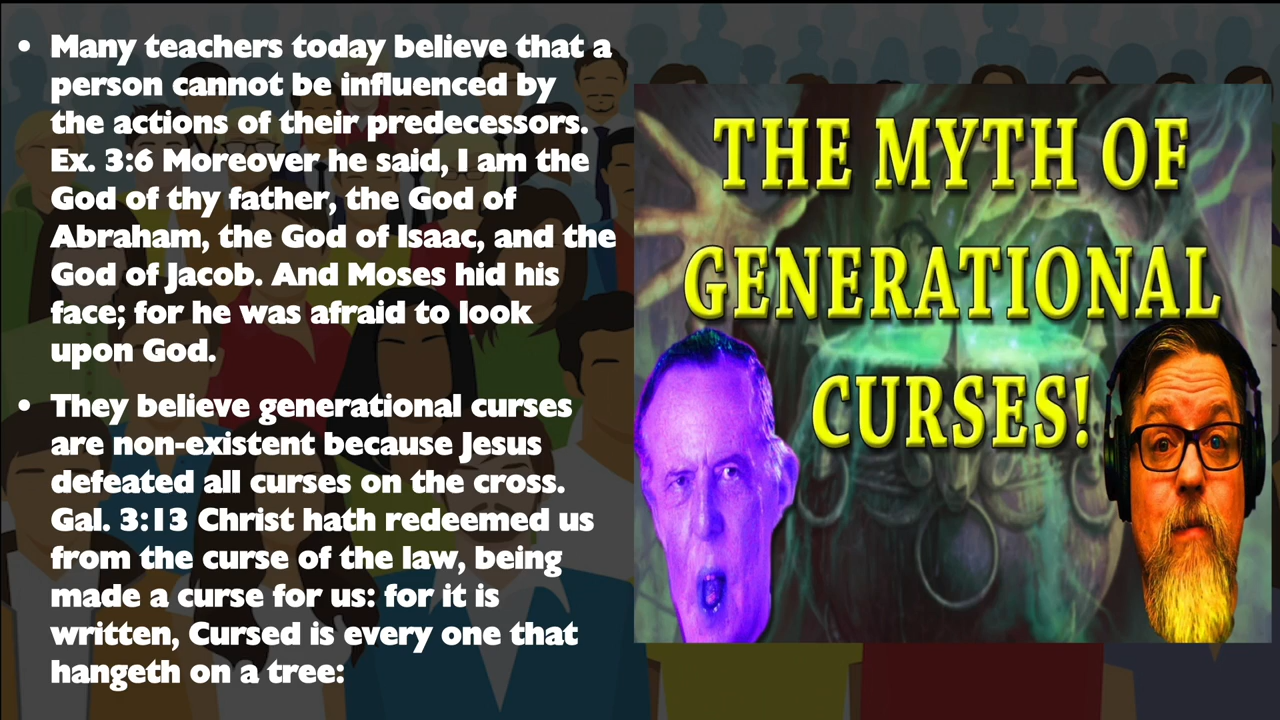 • Many teachers today believe that a
person cannot be influenced by
the actions of their predecessors.
Ex. 3:6 Moreover he said, I am the
God of thy father, the God of
Abraham, the God of Isaac, and the
God of Jacob. And Moses hid his
face; for he was afraid to look
upon God.
• They believe generational curses
are non-existent because Jesus
defeated all curses on the cross.
Gal. 3:13 Christ hath redeemed us
from the curse of the law, being
made a curse for us: for it is
written, Cursed is every one that
hangeth on a tree:
THE MYTH OF
GENERATIONAL
CURSES!